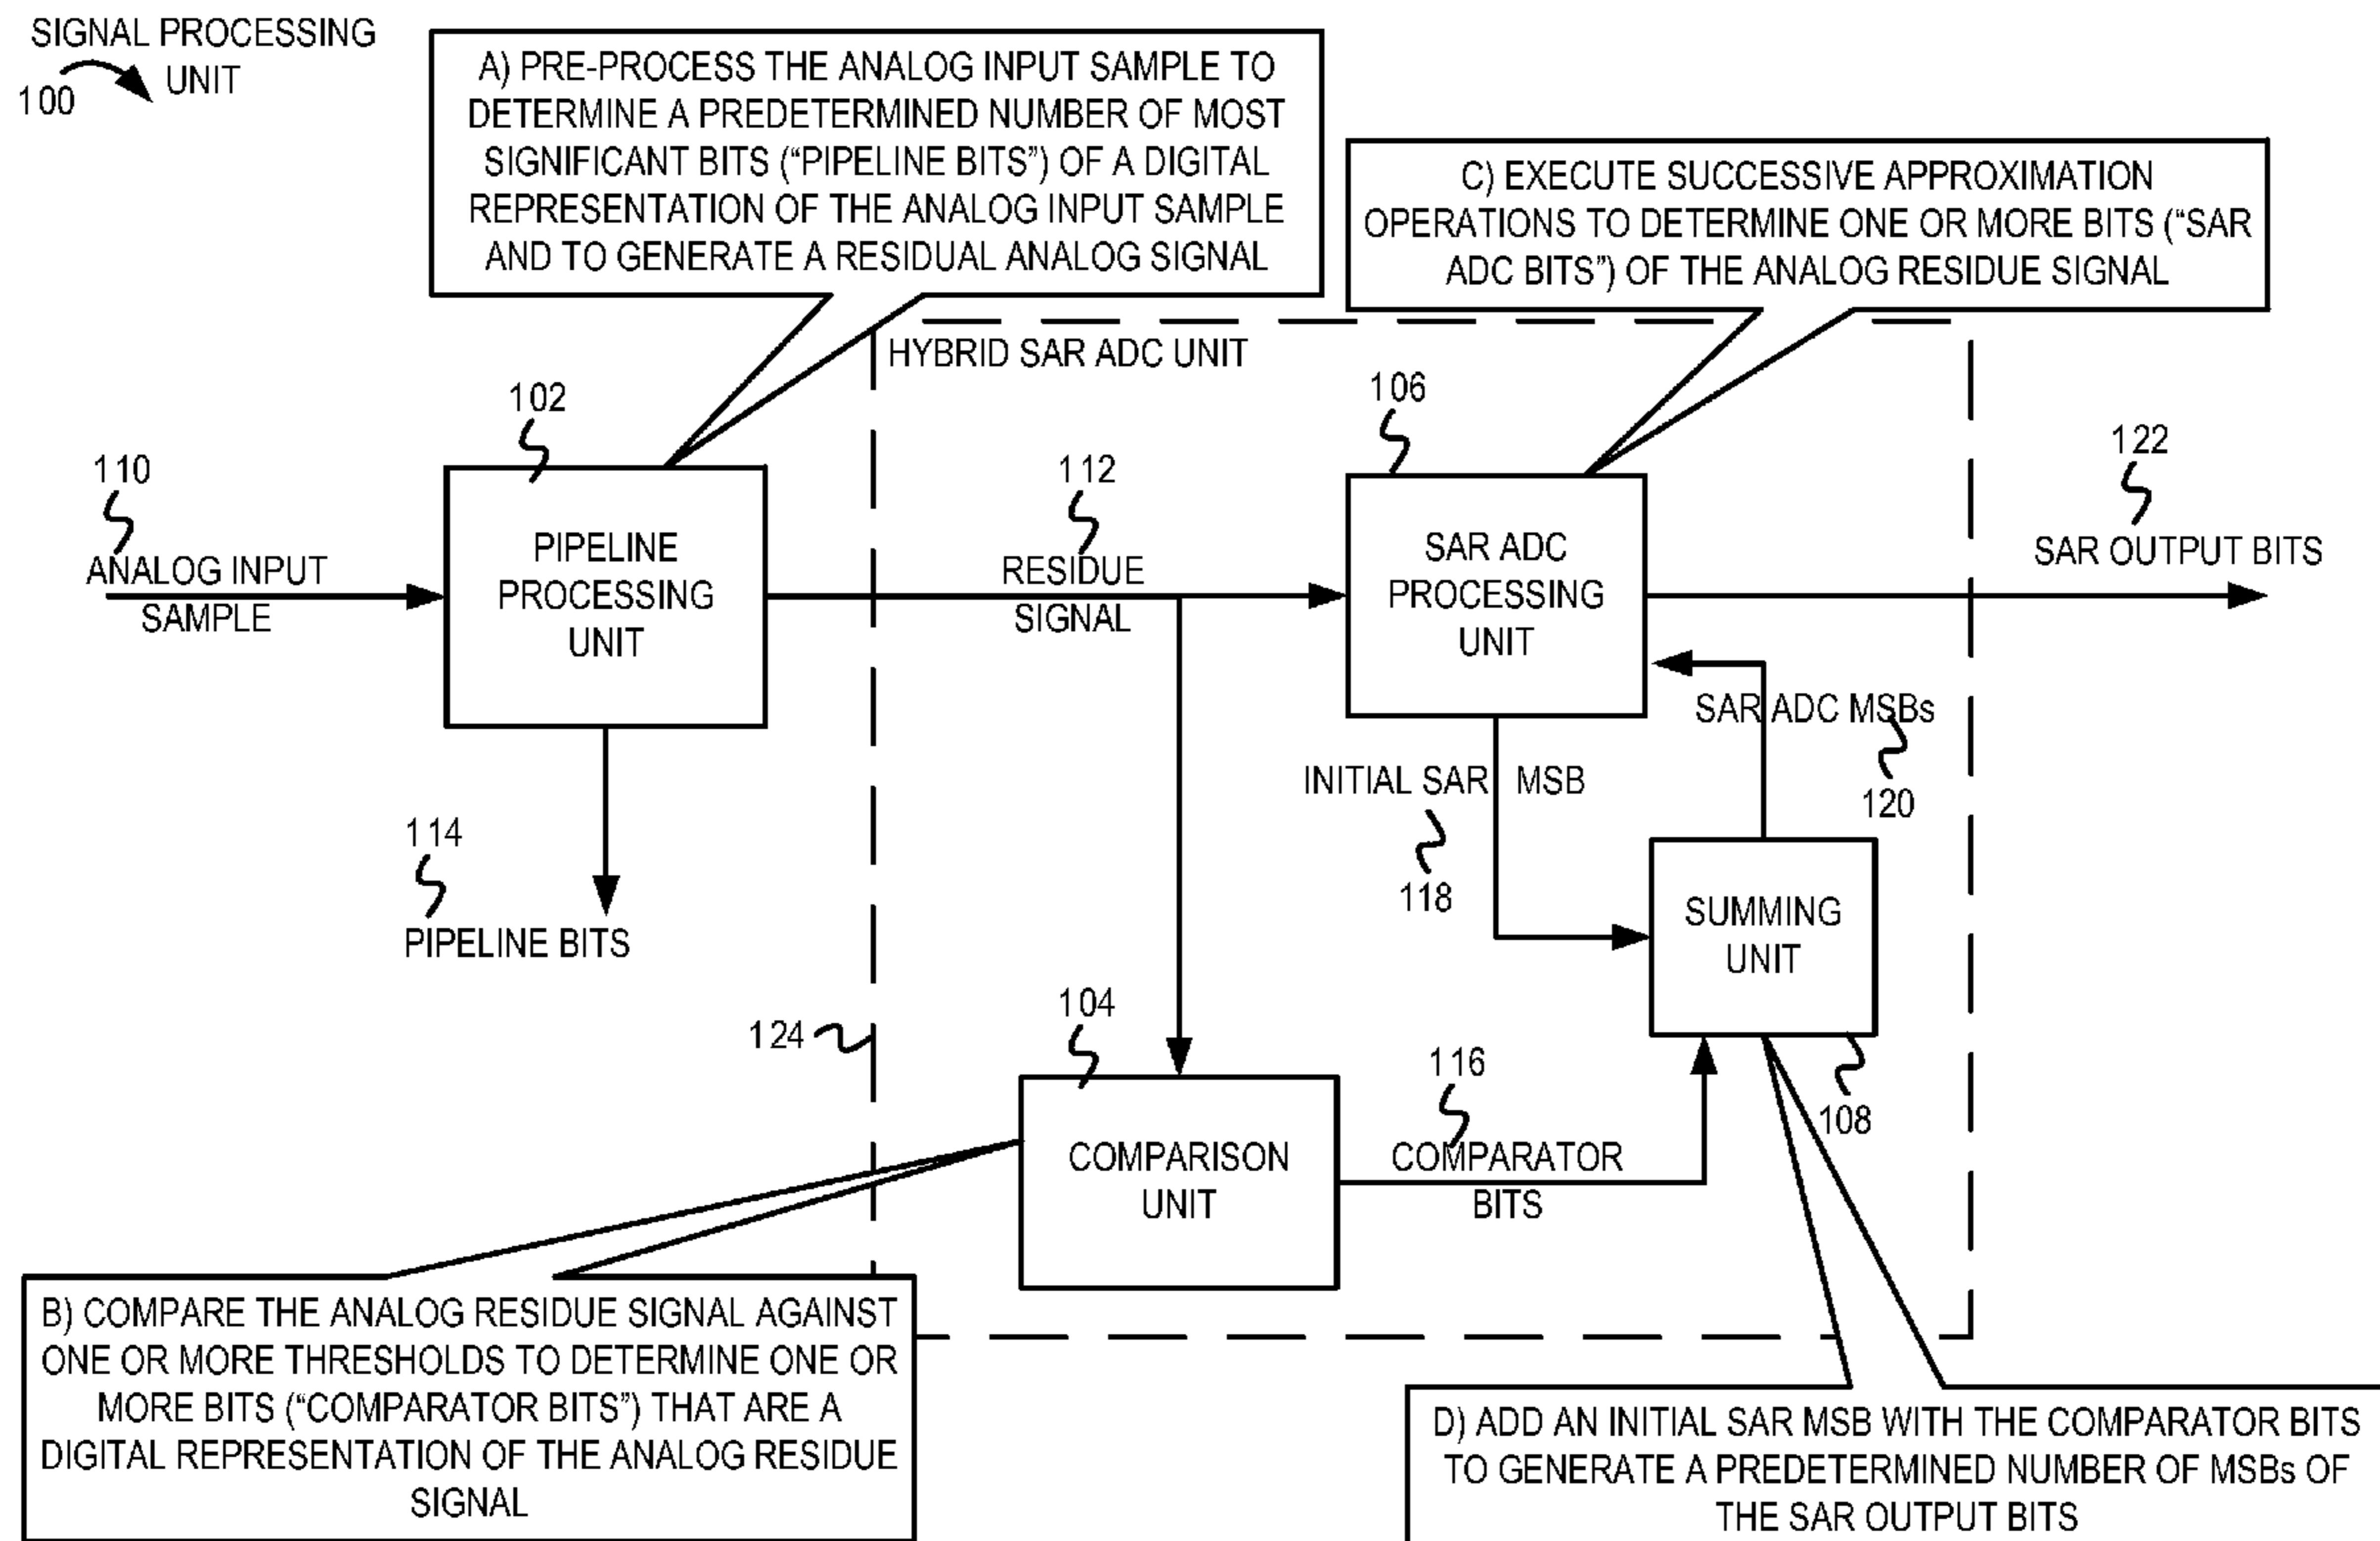 SIGNAL PROCESSING
UNIT
100
A) PRE-PROCESS THE ANALOG INPUT SAMPLE TO
DETERMINE A PREDETERMINED NUMBER OF MOST
SIGNIFICANT BITS (“PIPELINE BITS”) OF A DIGITAL
REPRESENTATION OF THE ANALOG INPUT SAMPLE
AND TO GENERATE A RESIDUAL ANALOG SIGNAL
C) EXECUTE SUCCESSIVE APPROXIMATION
OPERATIONS TO DETERMINE ONE OR MORE BITS (“SAR
ADC BITS”) OF THE ANALOG RESIDUE SIGNAL
HYBRID SAR ADC UNIT
102
106
110
112
122
ANALOG INPUT
SAMPLE
PIPELINE
PROCESSING
UNIT
RESIDUE
SIGNAL
SAR ADC
PROCESSING
UNIT
SAR OUTPUT BITS
SAR ADC MSBs
120
INITIAL SAR MSB
118
114
PIPELINE BITS
SUMMING
UNIT
108
124
104
116
COMPARISON
UNIT
COMPARATOR
BITS
B) COMPARE THE ANALOG RESIDUE SIGNAL AGAINST
ONE OR MORE THRESHOLDS TO DETERMINE ONE OR
MORE BITS (“COMPARATOR BITS”) THAT ARE A
DIGITAL REPRESENTATION OF THE ANALOG RESIDUE
SIGNAL
D) ADD AN INITIAL SAR MSB WITH THE COMPARATOR BITS
TO GENERATE A PREDETERMINED NUMBER OF MSBs OF
THE SAR OUTPUT BITS